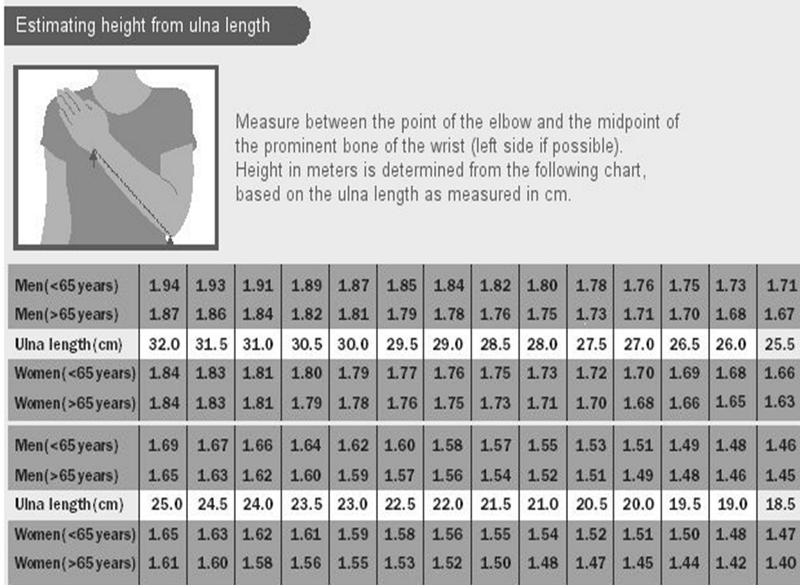 Estimating height from ulna length
Measure between the point of the elbow and the midpoint of
the prominent bone of the wrist (left side if possible).
Height in meters is determined from the following chart,
based on the ulna length as measured in cm.
Men(<65years) 1.94 1.93 1.91 1.89 1.87 1.85 1.84 1.82 1.80 1.78 1.76 1.75 1.73 1.71
Men(>65years) 1.87 1.86 1.84 1.82 1.81 1.79 1.78 1.76 1.75 1.73 1.71 1.70 1.68 1.67
Ulna length(cm) 32.0 31.5 31.0 30.5 30.0 29.5 29.0 28.5 28.0 27.5 27.0 26.5 26.0 25.5
Women(<65years) 1.84 1.83 1.81 1.80 1.79 1.77 1.76 1.75 1.73 1.72 1.70 1.69 1.68 1.66
Women(>65years) 1.84 1.83 1.81 1.79 1.78 1.76 1.75 1.73 1.71 1.70 1.68 1.66 1.65 1.63
Men(<65years) 1.69 1.67 1.66 1.64 1.62 1.60 1.58 1.57 1.55 1.53 1.51 1.49 1.48 1.46
Men(>65years) 1.65 1.63 1.62 1.60 1.59 1.57 1.56 1.54 1.52 1.51 1.49 1.48 1.46 1.45
Ulna length(cm) 25.0 24.5 24.0 23.5 23.0 22.5 22.0 21.5 21.0 20.5 20.0 19.5 19.0 18.5
Women(<65years) 1.65 1.63 1.62 1.61 1.59 1.58 1.56 1.55 1.54 1.52 1.51 1.50 1.48 1.47
Women(>65years) 1.61 1.60 1.58 1.56 1.55 1.53 1.52 1.50 1.48 1.47 1.45 1.44 1.42 1.40